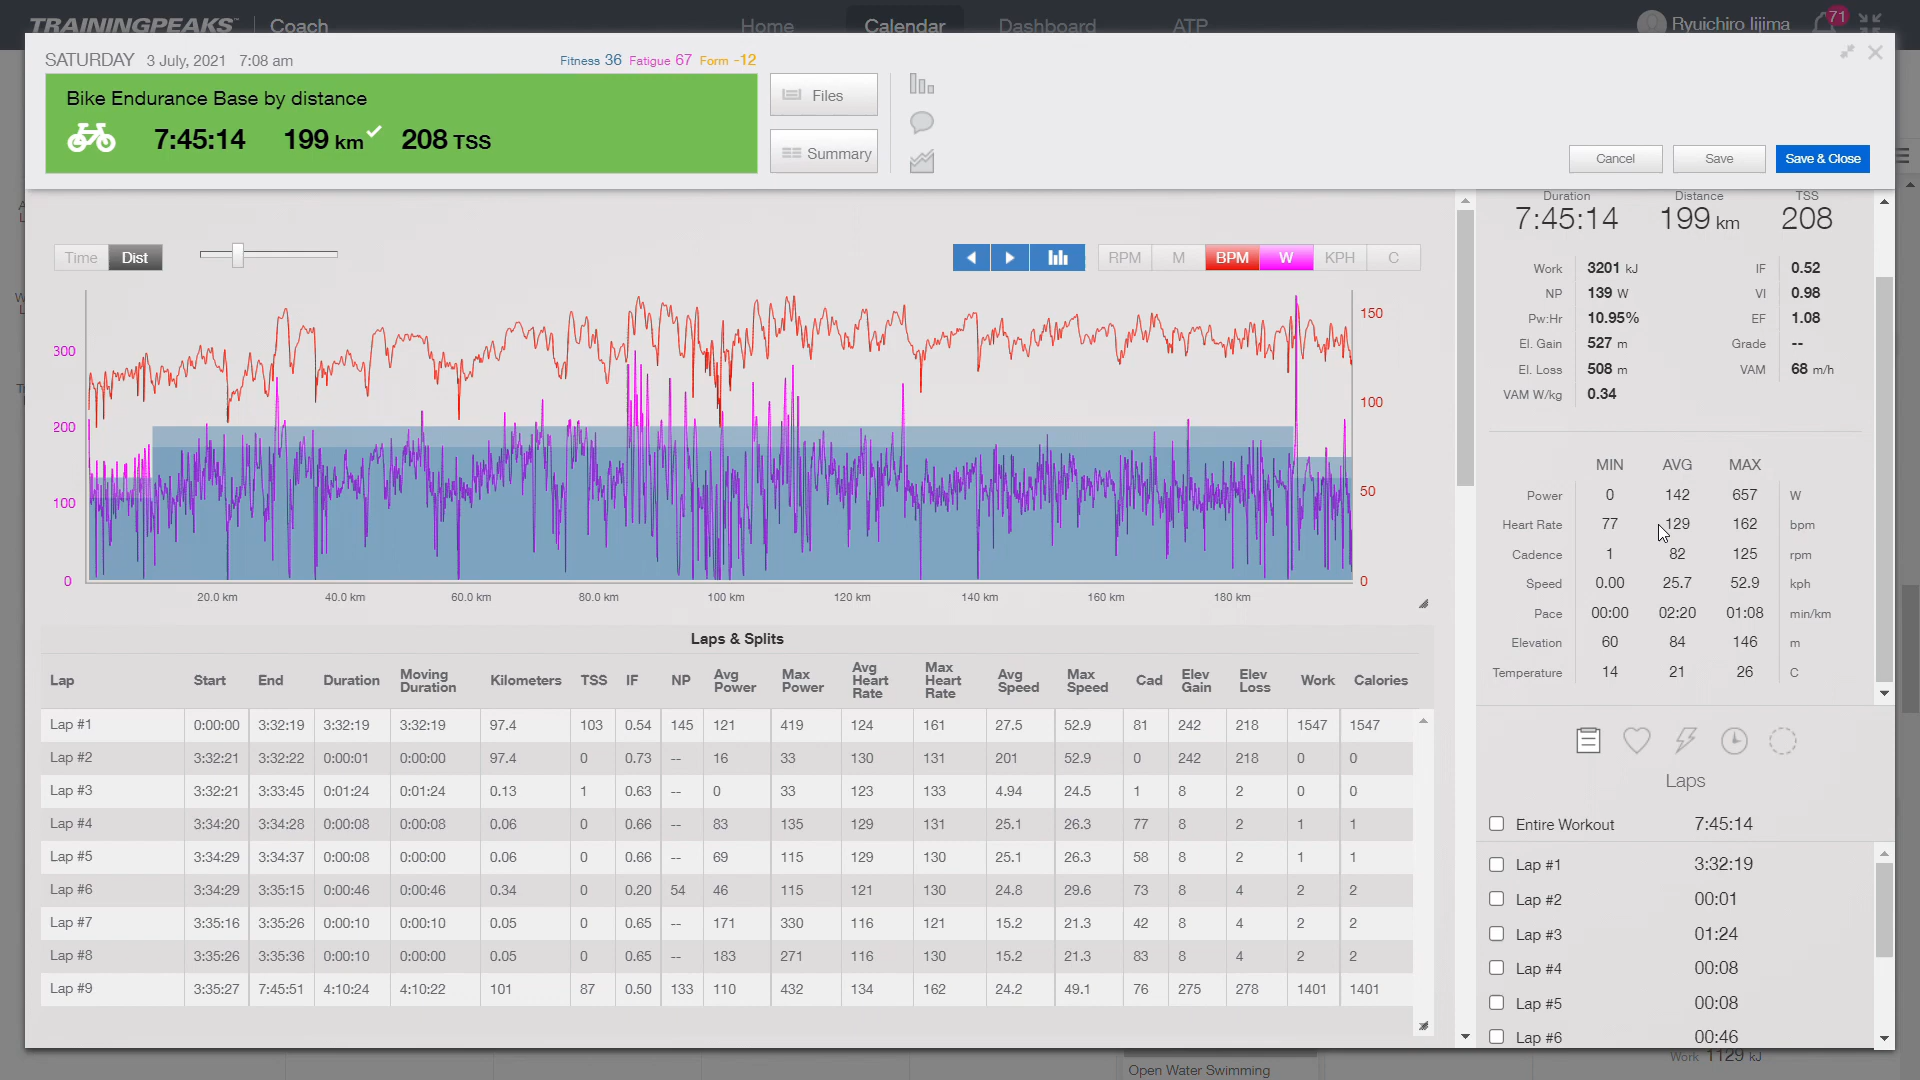 TRAININGPEAKS Coach Home Calendar Dashboard ATP Ryuichiro Iijima 71
SATURDAY 3 July, 2021 7:08 am Fitness 36 Fatigue 67 Form -12
Bike Endurance Base by distance
7:45:14 199 km 208 TSS
Files
Summary
Cancel Save Save & Close
Time Dist RPM M BPM W KPH C
300
200
100
0
150
100
50
0
20.0 km 40.0 km 60.0 km 80.0 km 100 km 120 km 140 km 160 km 180 km
Laps & Splits
Lap Start End Duration Moving Duration Kilometers TSS IF NP Avg Power Max Power Avg Heart Rate Max Heart Rate Avg Speed Max Speed Cad Elev Gain Elev Loss Work Calories
Lap #1 0:00:00 3:32:19 3:32:19 3:32:19 97.4 103 0.54 145 121 419 124 161 27.5 52.9 81 242 218 1547 1547
Lap #2 3:32:21 3:32:22 0:00:01 0:00:00 97.4 0 0.73 -- 16 33 130 131 201 52.9 0 242 218 0 0
Lap #3 3:32:21 3:33:45 0:01:24 0:01:24 0.13 1 0.63 -- 0 33 123 133 4.94 24.5 1 8 2 0 0
Lap #4 3:34:20 3:34:28 0:00:08 0:00:08 0.06 0 0.66 -- 83 135 129 131 25.1 26.3 77 8 2 1 1
Lap #5 3:34:29 3:34:37 0:00:08 0:00:00 0.06 0 0.66 -- 69 115 129 130 25.1 26.3 58 8 2 1 1
Lap #6 3:34:29 3:35:15 0:00:46 0:00:46 0.34 0 0.20 54 46 115 121 130 24.8 29.6 73 8 4 2 2
Lap #7 3:35:16 3:35:26 0:00:10 0:00:10 0.05 0 0.65 -- 171 330 116 121 15.2 21.3 42 8 4 2 2
Lap #8 3:35:26 3:35:36 0:00:10 0:00:00 0.05 0 0.65 -- 183 271 116 130 15.2 21.3 83 8 4 2 2
Lap #9 3:35:27 7:45:51 4:10:24 4:10:22 101 87 0.50 133 110 432 134 162 24.2 49.1 76 275 278 1401 1401
Duration Distance TSS
7:45:14 199 km 208
Work 3201 kJ IF 0.52
NP 139 W VI 0.98
Pw:Hr 10.95% EF 1.08
El. Gain 527 m Grade --
El. Loss 508 m VAM 68 m/h
VAM W/kg 0.34
MIN AVG MAX
Power 0 142 657 W
Heart Rate 77 129 162 bpm
Cadence 1 82 125 rpm
Speed 0.00 25.7 52.9 kph
Pace 00:00 02:20 01:08 min/km
Elevation 60 84 146 m
Temperature 14 21 26 C
Laps
Entire Workout 7:45:14
Lap #1 3:32:19
Lap #2 00:01
Lap #3 01:24
Lap #4 00:08
Lap #5 00:08
Lap #6 00:46
Work 1129 kJ
Open Water Swimming